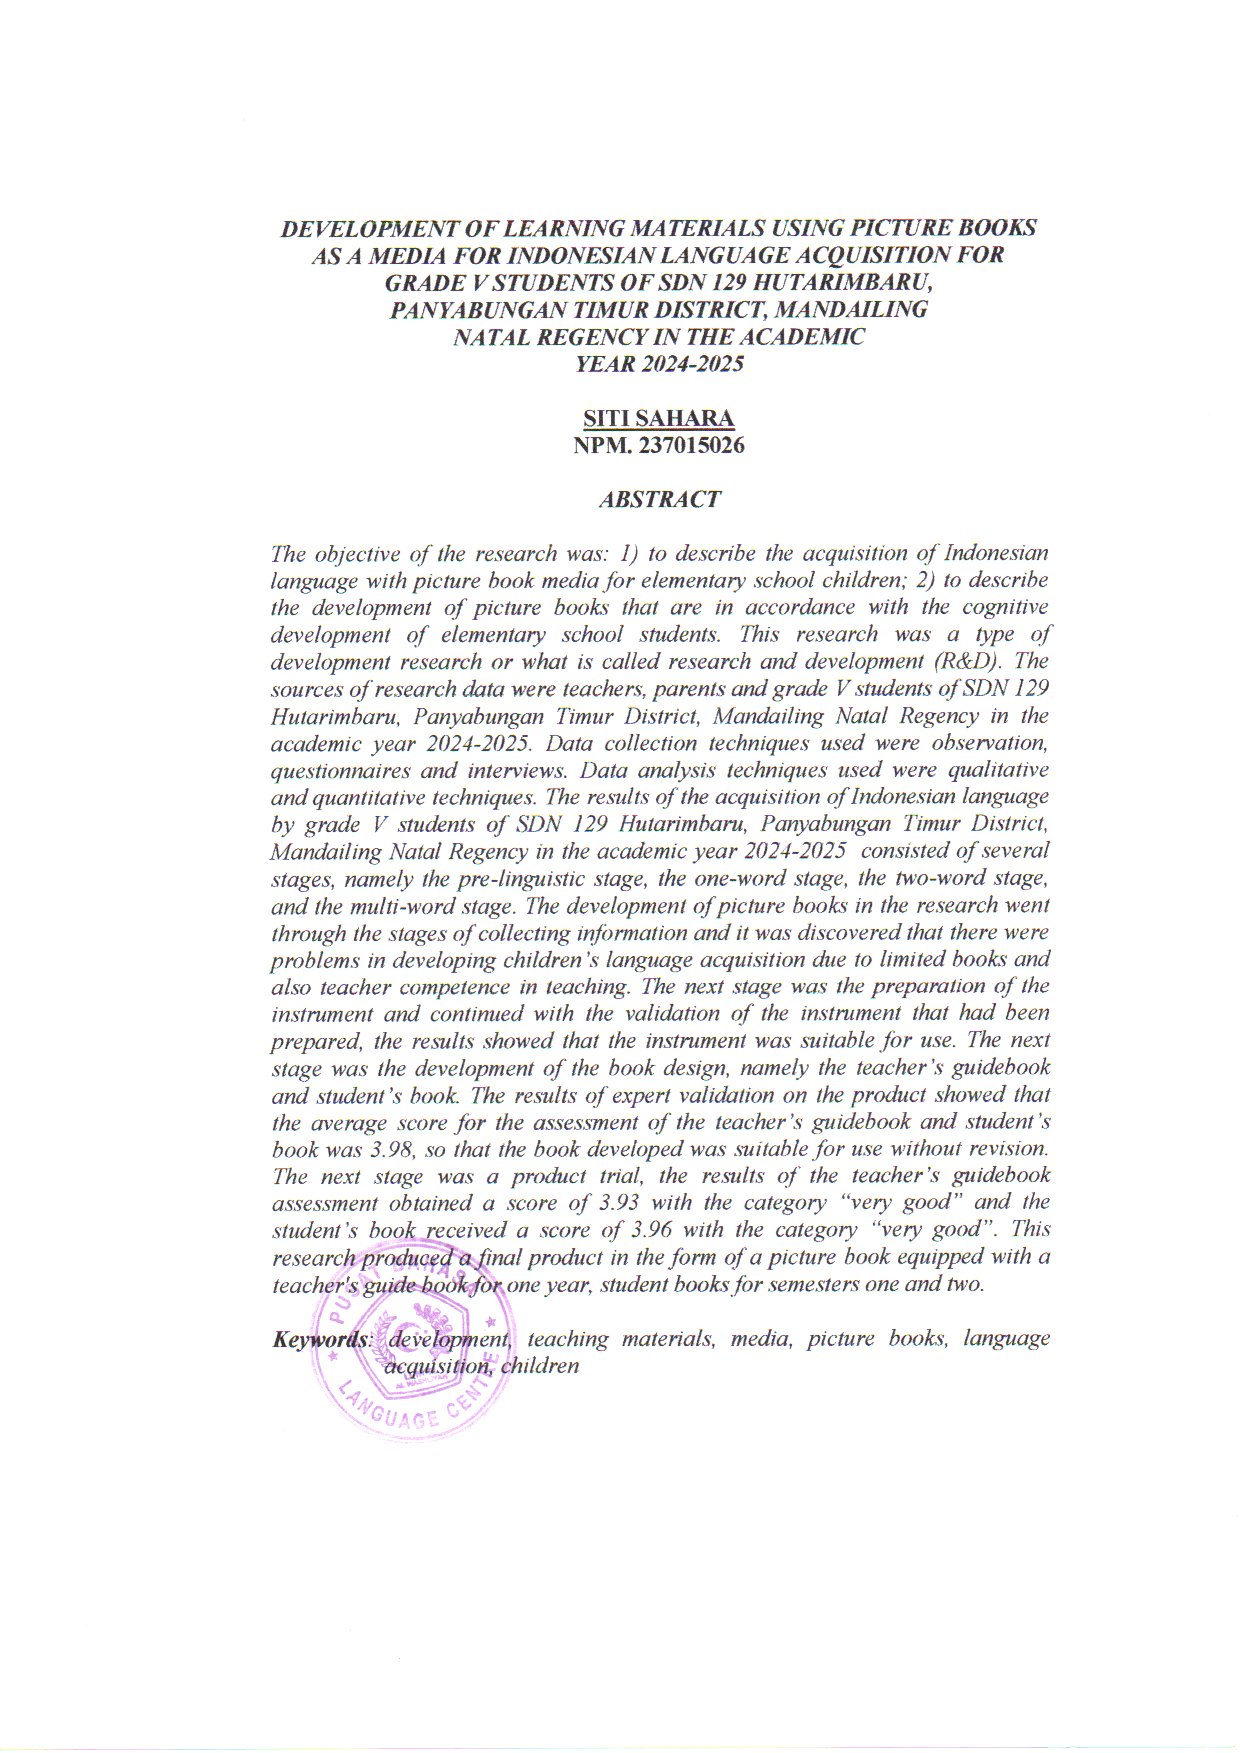 DEVELOPMENT OF LEARNING MATERIALS USING PICTURE BOOKS
AS A MEDIA FOR INDONESIAN LANGUAGE ACQUISITION FOR
GRADE V STUDENTS OF SDN 129 HUTARIMBARU,
PANYABUNGAN TIMUR DISTRICT, MANDAILING
NATAL REGENCY IN THE ACADEMIC
YEAR 2024-2025
SITI SAHARA
NPM. 237015026
ABSTRACT
The objective of the research was: 1) to describe the acquisition of Indonesian
language with picture book media for elementary school children; 2) to describe
the development of picture books that are in accordance with the cognitive
development of elementary school students. This research was a type of
development research or what is called research and development (R&D). The
sources of research data were teachers, parents and grade V students of SDN 129
Hutarimbaru, Panyabungan Timur District, Mandailing Natal Regency in the
academic year 2024-2025. Data collection techniques used were observation,
questionnaires and interviews. Data analysis techniques used were qualitative
and quantitative techniques. The results of the acquisition of Indonesian language
by grade V students of SDN 129 Hutarimbaru, Panyabungan Timur District,
Mandailing Natal Regency in the academic year 2024-2025 consisted of several
stages, namely the pre-linguistic stage, the one-word stage, the two-word stage,
and the multi-word stage. The development of picture books in the research went
through the stages of collecting information and it was discovered that there were
problems in developing children's language acquisition due to limited books and
also teacher competence in teaching. The next stage was the preparation of the
instrument and continued with the validation of the instrument that had been
prepared, the results showed that the instrument was suitable for use. The next
stage was the development of the book design, namely the teacher's guidebook
and student's book. The results of expert validation on the product showed that
the average score for the assessment of the teacher's guidebook and student's
book was 3.98, so that the book developed was suitable for use without revision.
The next stage was a product trial, the results of the teacher's guidebook
assessment obtained a score of 3.93 with the category “very good” and the
student's book received a score of 3.96 with the category “very good”. This
research produced a final product in the form of a picture book equipped with a
teacher's guide book for one year, student books for semesters one and two.
Keywords: development, teaching materials, media, picture books, language
acquisition, children
PUSAT BAHASA
LANGUAGE CENTRE